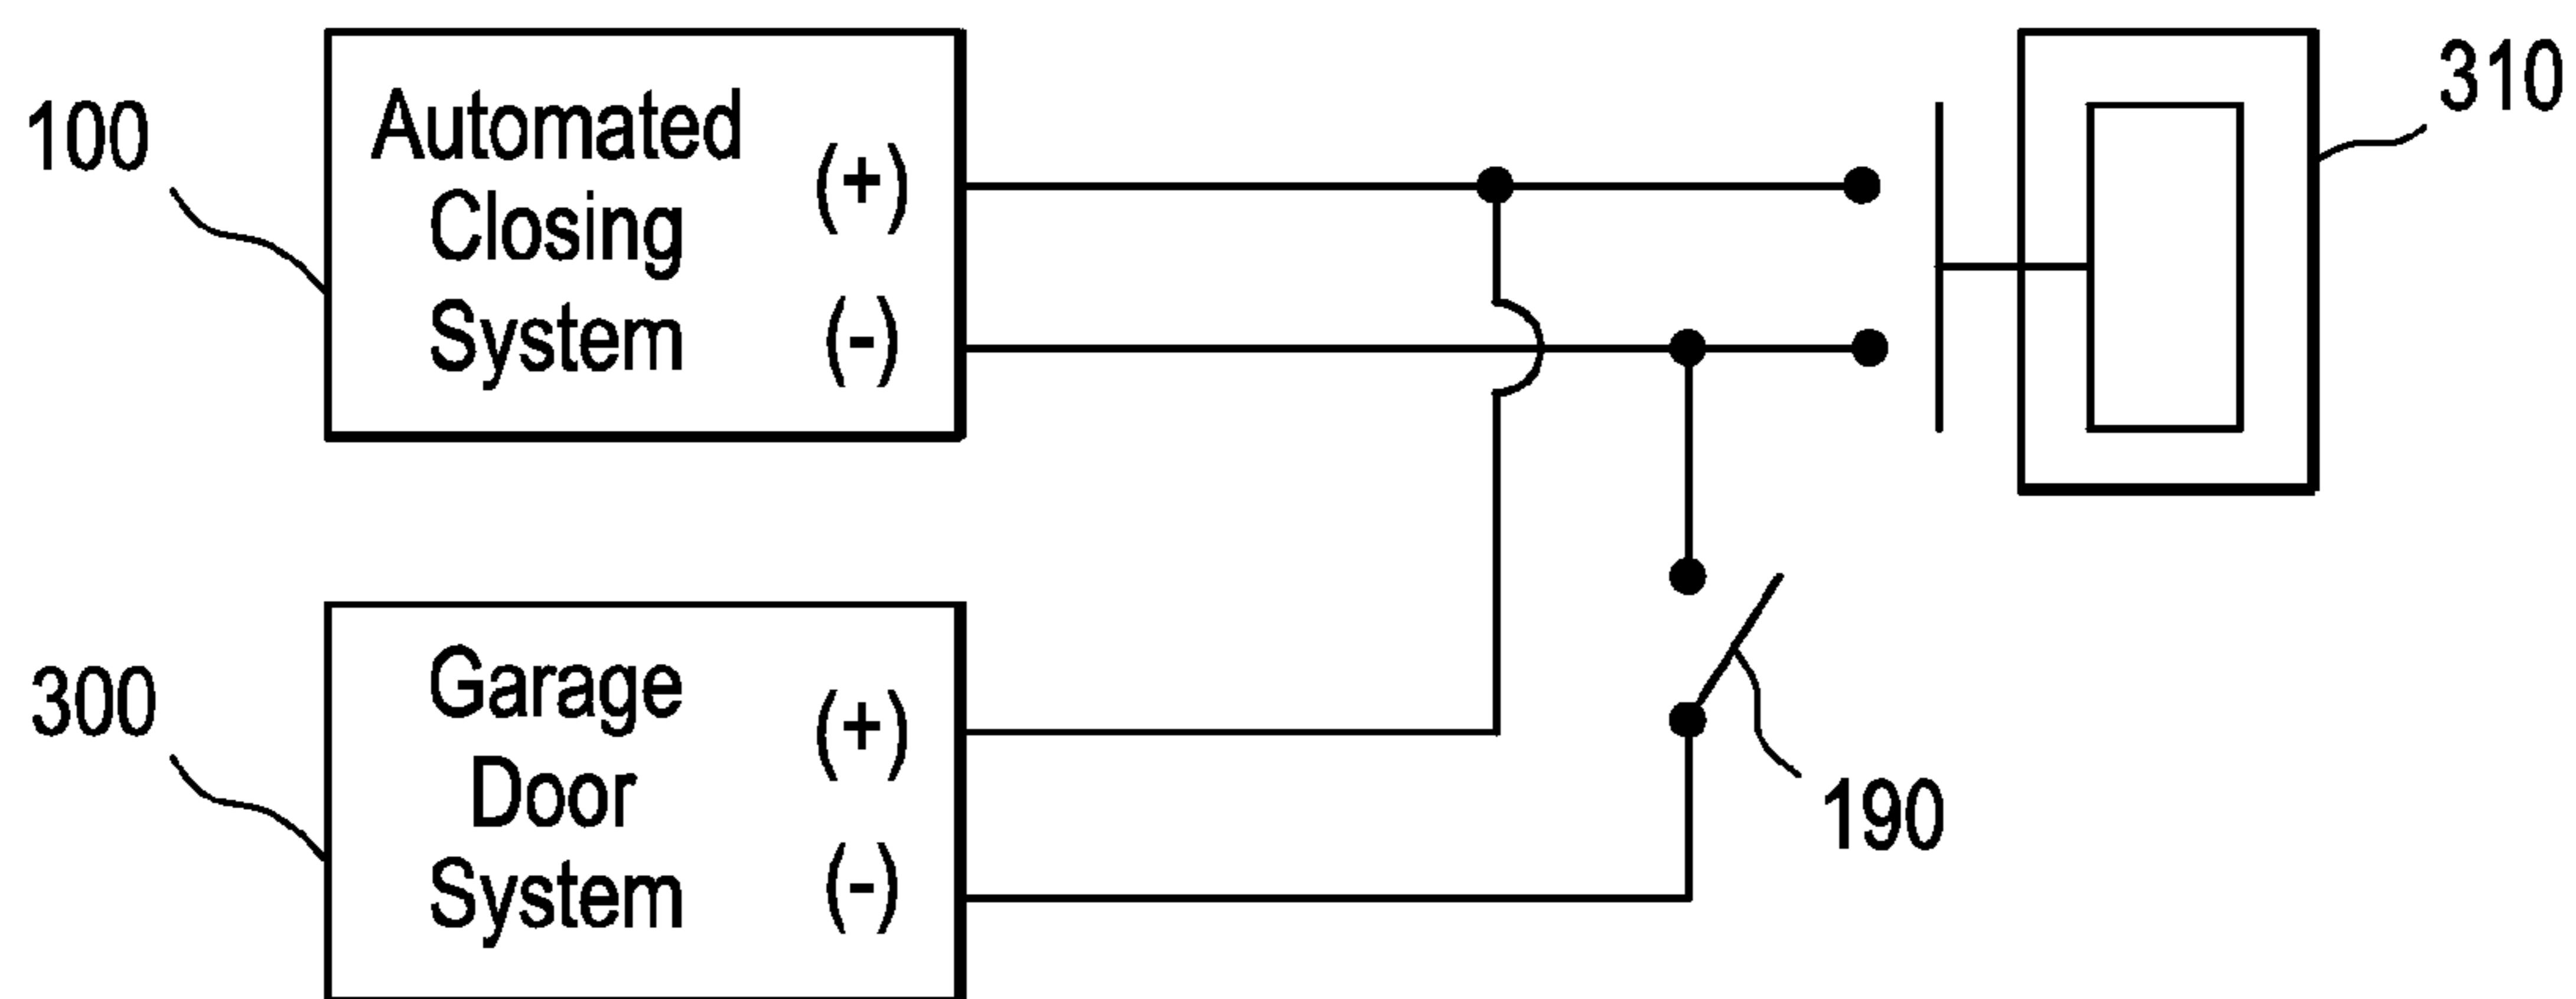 100
Automated
Closing
System
(+)
(-)
310
300
Garage
Door
System
(+)
(-)
190